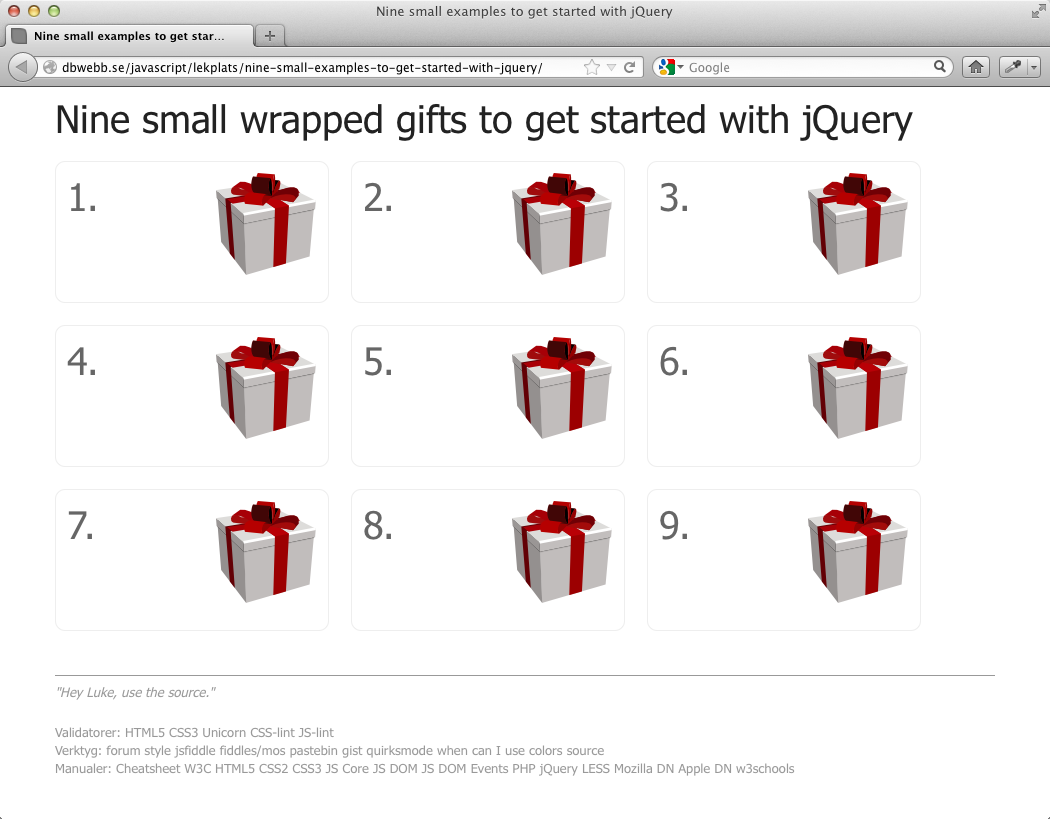 Nine small examples to get started with jQuery
Nine small examples to get star...
dbwebb.se/javascript/lekplats/nine-small-examples-to-get-started-with-jquery/
Google
Nine small wrapped gifts to get started with jQuery
1.
2.
3.
4.
5.
6.
7.
8.
9.
"Hey Luke, use the source."
Validatorer: HTML5 CSS3 Unicorn CSS-lint JS-lint
Verktyg: forum style jsfiddle fiddles/mos pastebin gist quirksmode when can I use colors source
Manualer: Cheatsheet W3C HTML5 CSS2 CSS3 JS Core JS DOM JS DOM Events PHP jQuery LESS Mozilla DN Apple DN w3schools